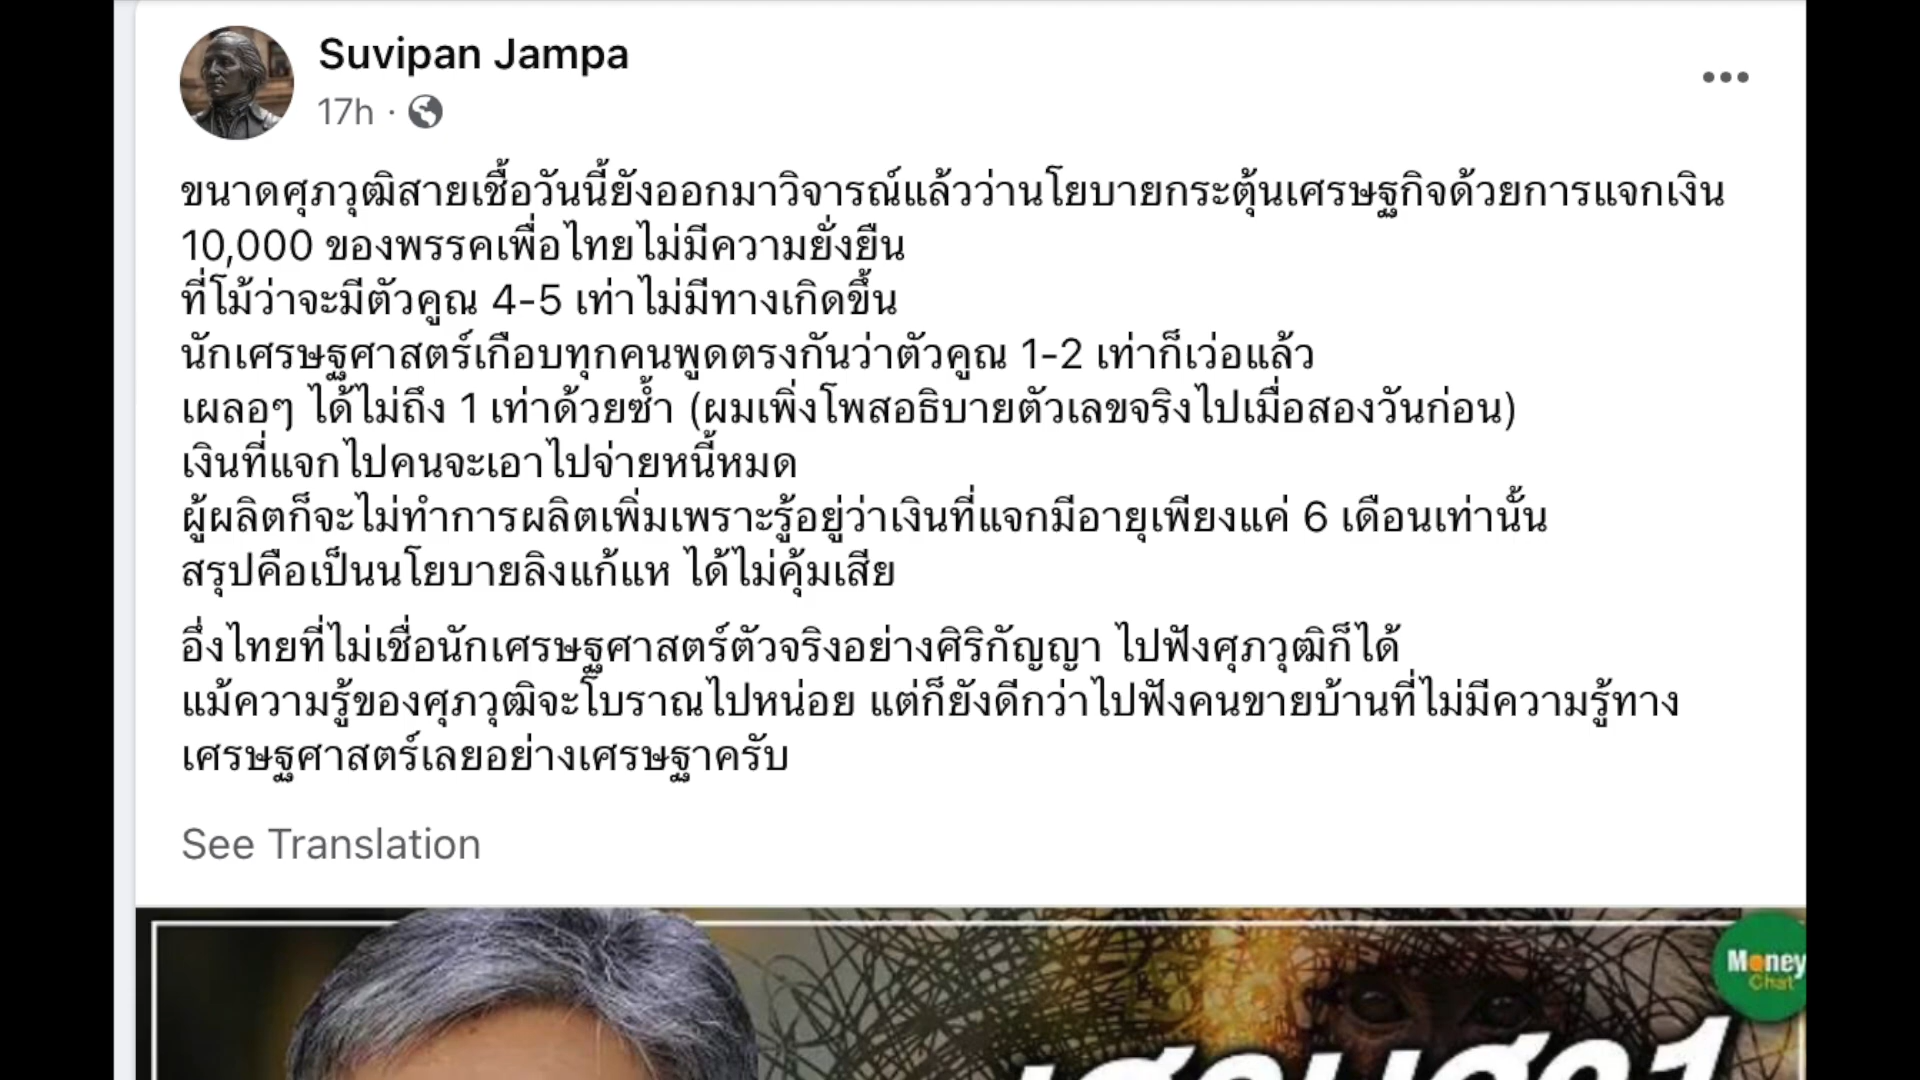 Suvipan Jampa
17h ·
ขนาดศุภวุฒิสายเชื้อวันนี้ยังออกมาวิจารณ์แล้วว่านโยบายกระตุ้นเศรษฐกิจด้วยการแจกเงิน
10,000 ของพรรคเพื่อไทยไม่มีความยั่งยืน
ที่โม้ว่าจะมีตัวคูณ 4-5 เท่าไม่มีทางเกิดขึ้น
นักเศรษฐศาสตร์เกือบทุกคนพูดตรงกันว่าตัวคูณ 1-2 เท่าก็เว่อแล้ว
เผลอๆ ได้ไม่ถึง 1 เท่าด้วยซ้ำ (ผมเพิ่งโพสอธิบายตัวเลขจริงไปเมื่อสองวันก่อน)
เงินที่แจกไปคนจะเอาไปจ่ายหนี้หมด
ผู้ผลิตก็จะไม่ทำการผลิตเพิ่มเพราะรู้อยู่ว่าเงินที่แจกมีอายุเพียงแค่ 6 เดือนเท่านั้น
สรุปคือเป็นนโยบายลิงแก้แห ได้ไม่คุ้มเสีย
อึ่งไทยที่ไม่เชื่อนักเศรษฐศาสตร์ตัวจริงอย่างศิริกัญญา ไปฟังศุภวุฒิก็ได้
แม้ความรู้ของศุภวุฒิจะโบราณไปหน่อย แต่ก็ยังดีกว่าไปฟังคนขายบ้านที่ไม่มีความรู้ทาง
เศรษฐศาสตร์เลยอย่างเศรษฐาครับ
See Translation
Money
Chat